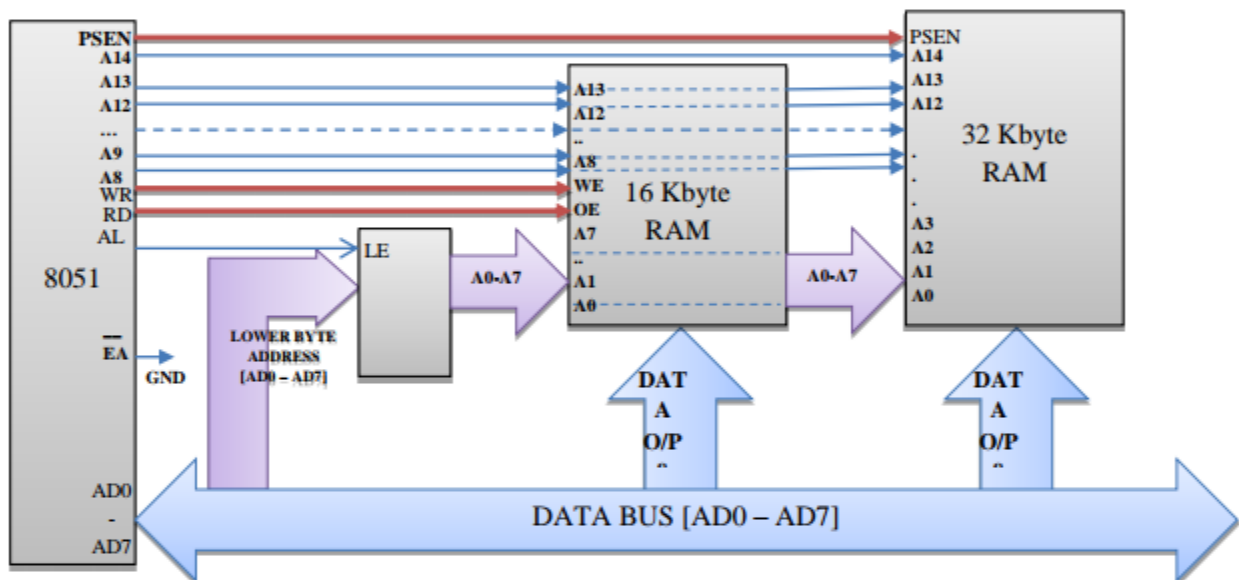 PSEN
A14
A13
A12
...
A9
A8
WR
RD
AL
8051
EA
GND
AD0
-
AD7
LE
LOWER BYTE
ADDRESS
[AD0 – AD7]
A0-A7
A13
A12
..
A8
WE
OE
A7
..
A1
A0
16 Kbyte
RAM
A0-A7
PSEN
A14
A13
A12
.
.
.
A3
A2
A1
A0
32 Kbyte
RAM
DAT
A
O/P
DAT
A
O/P
DATA BUS [AD0 – AD7]